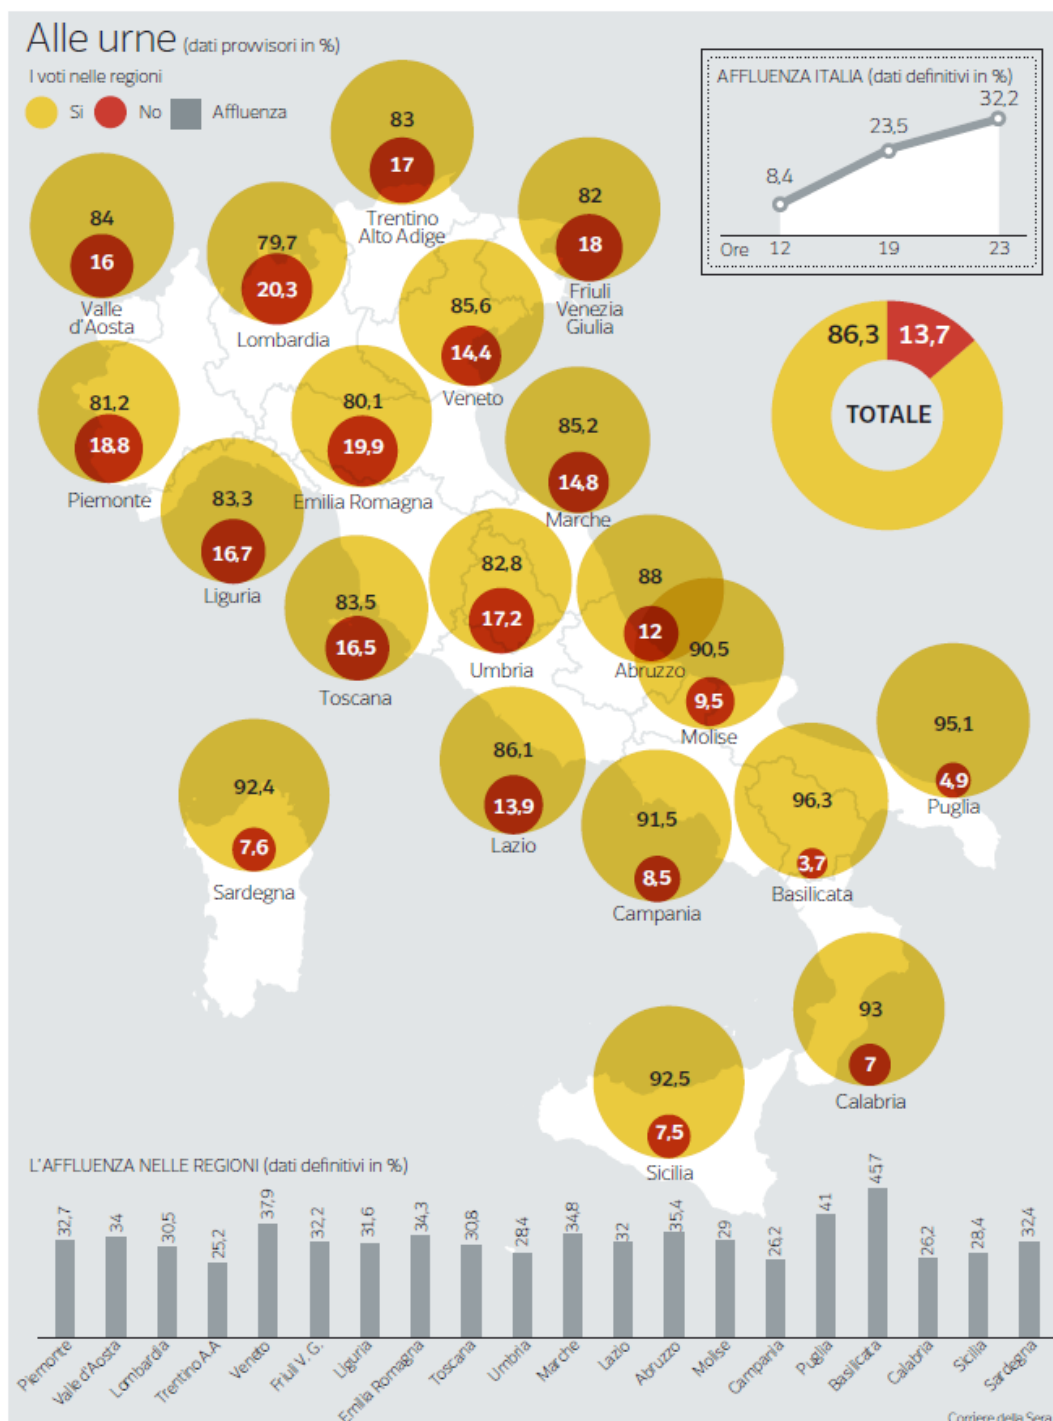 Alle urne (dati provvisori in %)
I voti nelle regioni
Si No Affluenza
AFFLUENZA ITALIA (dati definitivi in %)
32,2
23,5
8,4
Ore 12 19 23
83
17
Trentino
Alto Adige
82
18
Friuli
Venezia
Giulia
84
16
Valle
d'Aosta
79,7
20,3
Lombardia
85,6
14,4
Veneto
86,3 13,7
TOTALE
81,2
18,8
Piemonte
80,1
19,9
Emilia Romagna
85,2
14,8
Marche
83,3
16,7
Liguria
82,8
17,2
Umbria
88
12
Abruzzo
83,5
16,5
Toscana
90,5
9,5
Molise
95,1
4,9
Puglia
86,1
13,9
Lazio
92,4
7,6
Sardegna
91,5
8,5
Campania
96,3
3,7
Basilicata
93
7
Calabria
92,5
7,5
Sicilia
L'AFFLUENZA NELLE REGIONI (dati definitivi in %)
32,7 34 30,5 25,2 37,9 32,2 31,6 34,3 30,8 28,4 34,8 32 35,4 29 26,2 41 45,7 26,2 28,4 32,4
Piemonte Valle d'Aosta Lombardia Trentino A.A Veneto Friuli V. G. Liguria Emilia Romagna Toscana Umbria Marche Lazio Abruzzo Molise Campania Puglia Basilicata Calabria Sicilia Sardegna
Corriere della Sera